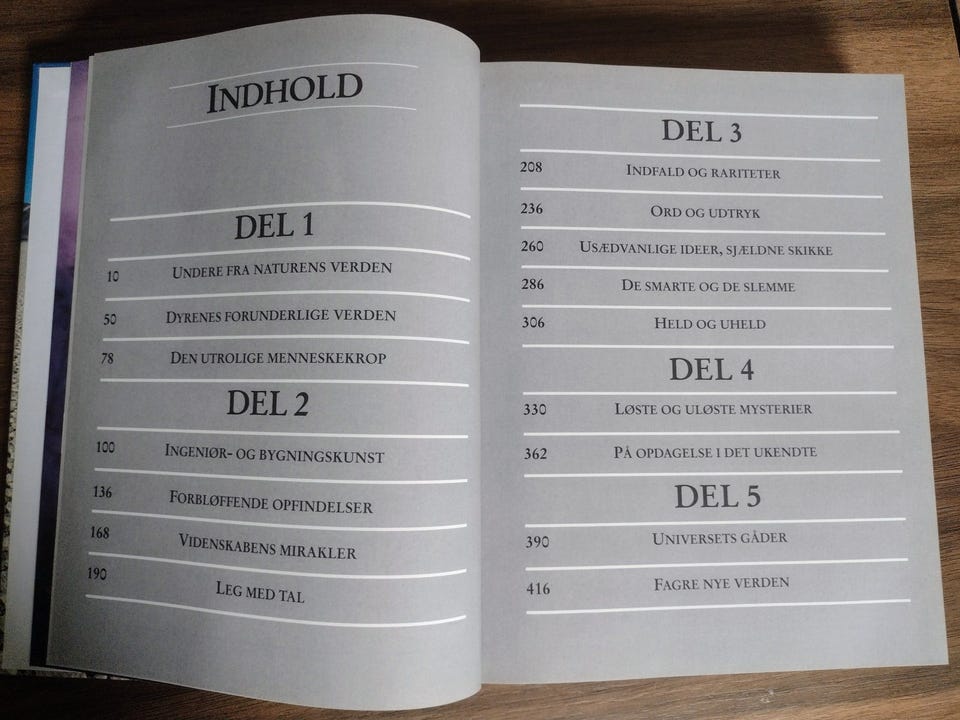 INDHOLD
DEL 1
10 UNDERE FRA NATURENS VERDEN
50 DYRENES FORUNDERLIGE VERDEN
78 DEN UTROLIGE MENNESKEKROP
DEL 2
100 INGENIØR- OG BYGNINGSKUNST
136 FORBLØFFENDE OPFINDELSER
168 VIDENSKABENS MIRAKLER
190 LEG MED TAL
DEL 3
208 INDFALD OG RARITETER
236 ORD OG UDTRYK
260 USÆDVANLIGE IDEER, SJÆLDNE SKIKKE
286 DE SMARTE OG DE SLEMME
306 HELD OG UHELD
DEL 4
330 LØSTE OG ULØSTE MYSTERIER
362 PÅ OPDAGELSE I DET UKENDTE
DEL 5
390 UNIVERSETS GÅDER
416 FAGRE NYE VERDEN